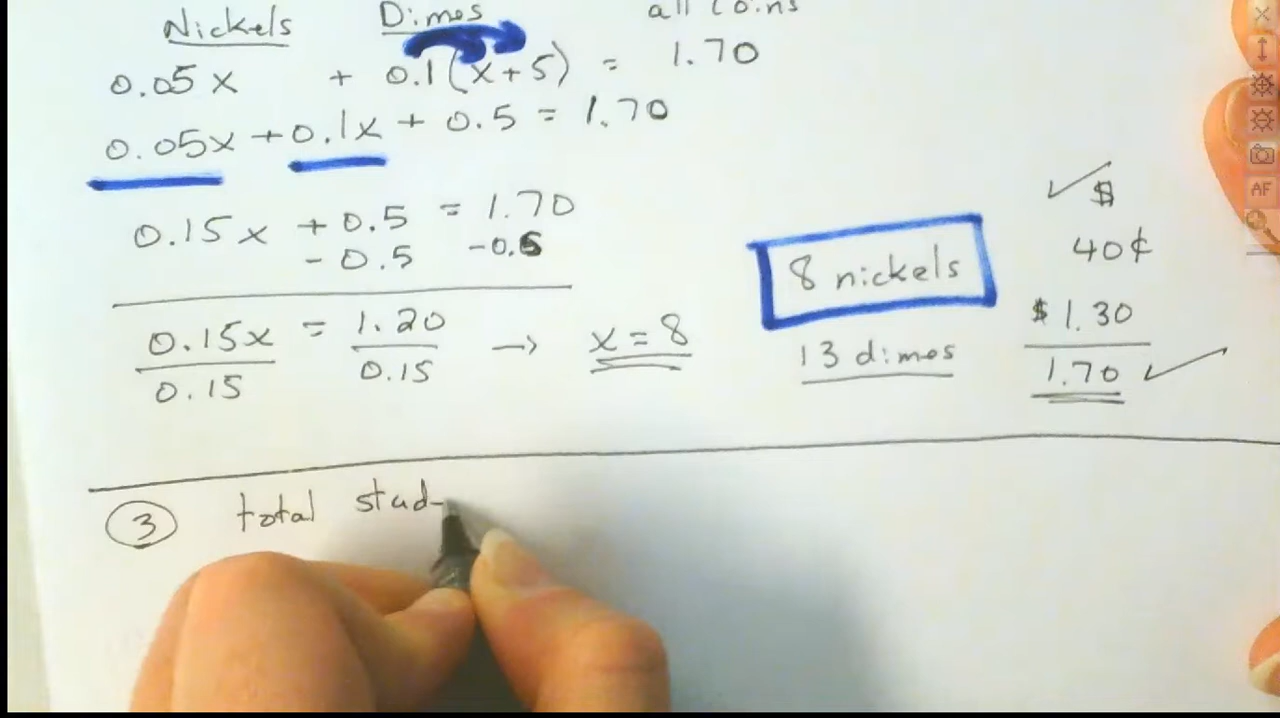 Nickels Dimes all Coins
0.05x + 0.1(x+5) = 1.70
0.05x + 0.1x + 0.5 = 1.70
0.15x + 0.5 = 1.70
- 0.5 -0.5
0.15x = 1.20 → x = 8
0.15 0.15
8 nickels
13 dimes
✓ $
40¢
$1.30
1.70 ✓
3 total stud
AF